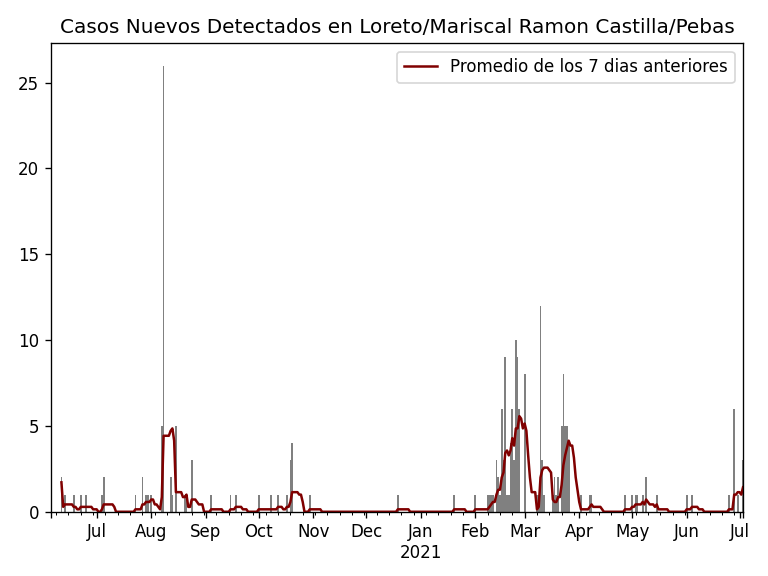 Casos Nuevos Detectados en Loreto/Mariscal Ramon Castilla/Pebas
Promedio de los 7 dias anteriores
25
20
15
10
5
0
Jul Aug Sep Oct Nov Dec Jan Feb Mar Apr May Jun Jul
2021